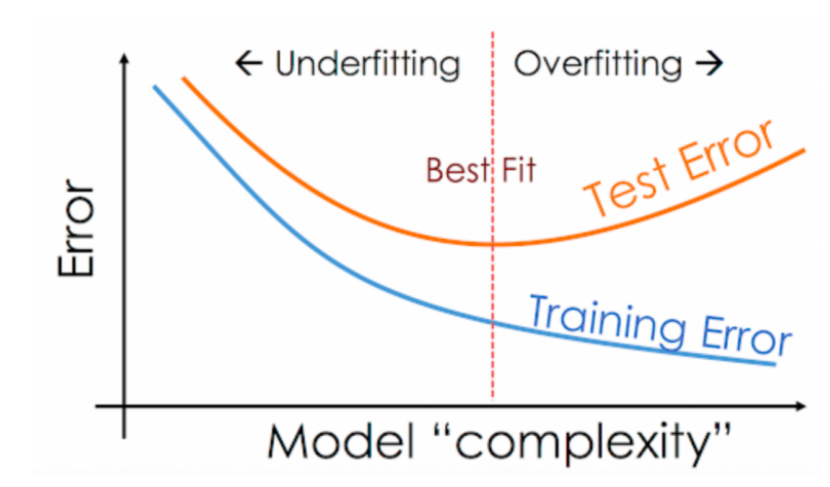 ← Underfitting
Overfitting →
Best Fit
Test Error
Error
Training Error
Model “complexity”